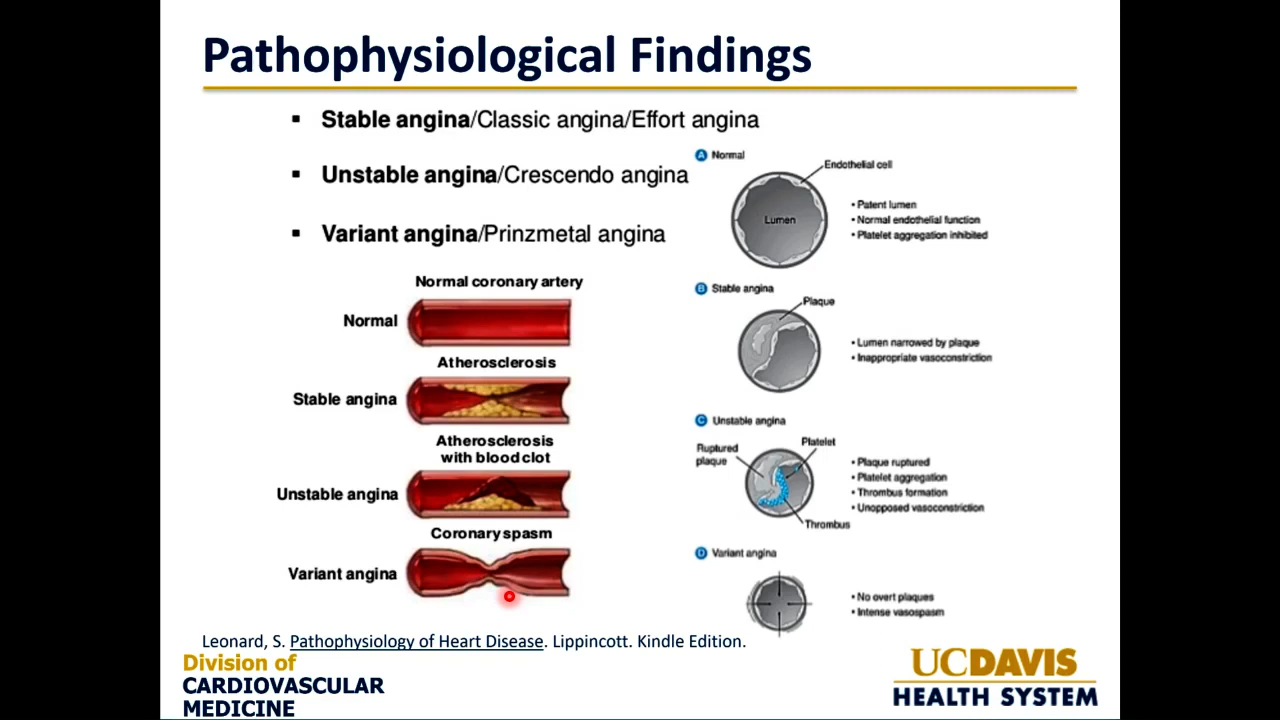 Pathophysiological Findings
▪ Stable angina/Classic angina/Effort angina
▪ Unstable angina/Crescendo angina
▪ Variant angina/Prinzmetal angina
Normal coronary artery
Normal
Atherosclerosis
Stable angina
Atherosclerosis
with blood clot
Unstable angina
Coronary spasm
Variant angina
A Normal
Endothelial cell
Lumen
• Patent lumen
• Normal endothelial function
• Platelet aggregation inhibited
B Stable angina
Plaque
• Lumen narrowed by plaque
• Inappropriate vasoconstriction
C Unstable angina
Ruptured
plaque
Platelet
Thrombus
• Plaque ruptured
• Platelet aggregation
• Thrombus formation
• Unopposed vasoconstriction
D Variant angina
• No overt plaques
• Intense vasospasm
Leonard, S. Pathophysiology of Heart Disease. Lippincott. Kindle Edition.
Division of
CARDIOVASCULAR
MEDICINE
UCDAVIS
HEALTH SYSTEM